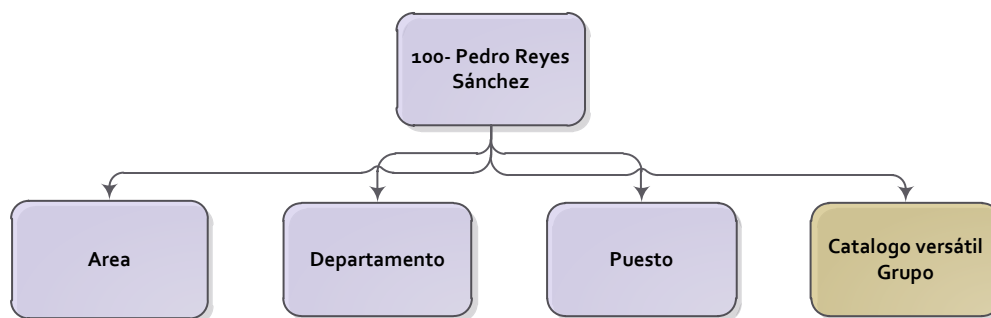 100- Pedro Reyes
Sánchez
Area
Departamento
Puesto
Catalogo versátil
Grupo